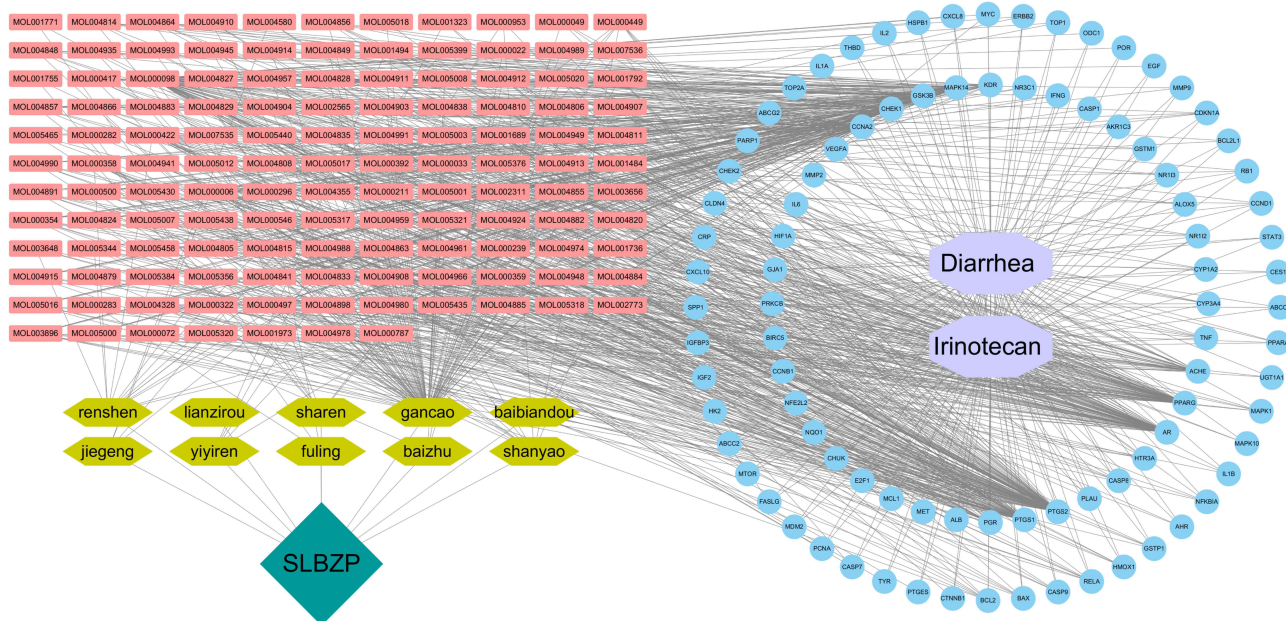 MOL001771 MOL004814 MOL004864 MOL004910 MOL004580 MOL004856 MOL005018 MOL001323 MOL000953 MOL000049 MOL000449
MOL004848 MOL004935 MOL004993 MOL004945 MOL004914 MOL004849 MOL001494 MOL005399 MOL000022 MOL004989 MOL007536
MOL001755 MOL000417 MOL000098 MOL004827 MOL004957 MOL004828 MOL004911 MOL005008 MOL004912 MOL005020 MOL001792
MOL004857 MOL004866 MOL004883 MOL004829 MOL004904 MOL002565 MOL004903 MOL004838 MOL004810 MOL004806 MOL004907
MOL005465 MOL000282 MOL000422 MOL007535 MOL005440 MOL004835 MOL004991 MOL005003 MOL001689 MOL004949 MOL004811
MOL004990 MOL000358 MOL004941 MOL005012 MOL004808 MOL005017 MOL000392 MOL000033 MOL005376 MOL004913 MOL001484
MOL004891 MOL000500 MOL005430 MOL000006 MOL000296 MOL004355 MOL000211 MOL005001 MOL002311 MOL004855 MOL003656
MOL000354 MOL004824 MOL005007 MOL005438 MOL000546 MOL005317 MOL004959 MOL005321 MOL004924 MOL004882 MOL004820
MOL003648 MOL005344 MOL005458 MOL004805 MOL004815 MOL004988 MOL004863 MOL004961 MOL000239 MOL004974 MOL001736
MOL004915 MOL004879 MOL005384 MOL005356 MOL004841 MOL004833 MOL004908 MOL004966 MOL000359 MOL004948 MOL004884
MOL005016 MOL000283 MOL004328 MOL000322 MOL000497 MOL004898 MOL004980 MOL005435 MOL004885 MOL005318 MOL002773
MOL003896 MOL005000 MOL000072 MOL005320 MOL001973 MOL004978 MOL000787
renshen lianzirou sharen gancao baibiandou
jiegeng yiyiren fuling baizhu shanyao
SLBZP
Diarrhea
Irinotecan
MYC
ERBB2
TOP1
ODC1
POR
EGF
MMP9
CDKN1A
BCL2L1
RB1
CCND1
STAT3
CES1
PPARA
UGT1A1
MAPK1
MAPK10
IL1B
NFKBIA
AHR
GSTP1
HMOX1
RELA
CASP9
BAX
BCL2
CTNNB1
PTGES
TYR
CASP7
PCNA
MDM2
FASLG
MTOR
ABCC2
HK2
IGF2
IGFBP3
SPP1
CXCL10
CRP
CLDN4
CHEK2
PARP1
ABCG2
TOP2A
IL1A
THBD
IL2
HSPB1
CXCL8
KDR
NR3C1
IFNG
CASP1
AKR1C3
GSTM1
NR1I3
ALOX5
NR1I2
CYP1A2
CYP3A4
TNF
ACHE
PPARG
AR
HTR3A
CASP8
PLAU
PTGS2
PTGS1
PGR
ALB
MET
MCL1
E2F1
CHUK
NQO1
NFE2L2
CCNB1
BIRC5
PRKCB
GJA1
HIF1A
IL6
MMP2
VEGFA
CCNA2
CHEK1
GSK3B
MAPK14